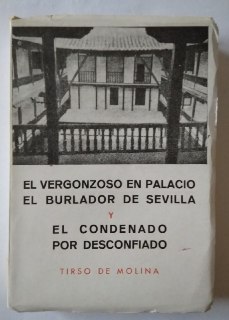 EL VERGONZOSO EN PALACIO
EL BURLADOR DE SEVILLA
Y
EL CONDENADO
POR DESCONFIADO
TIRSO DE MOLINA